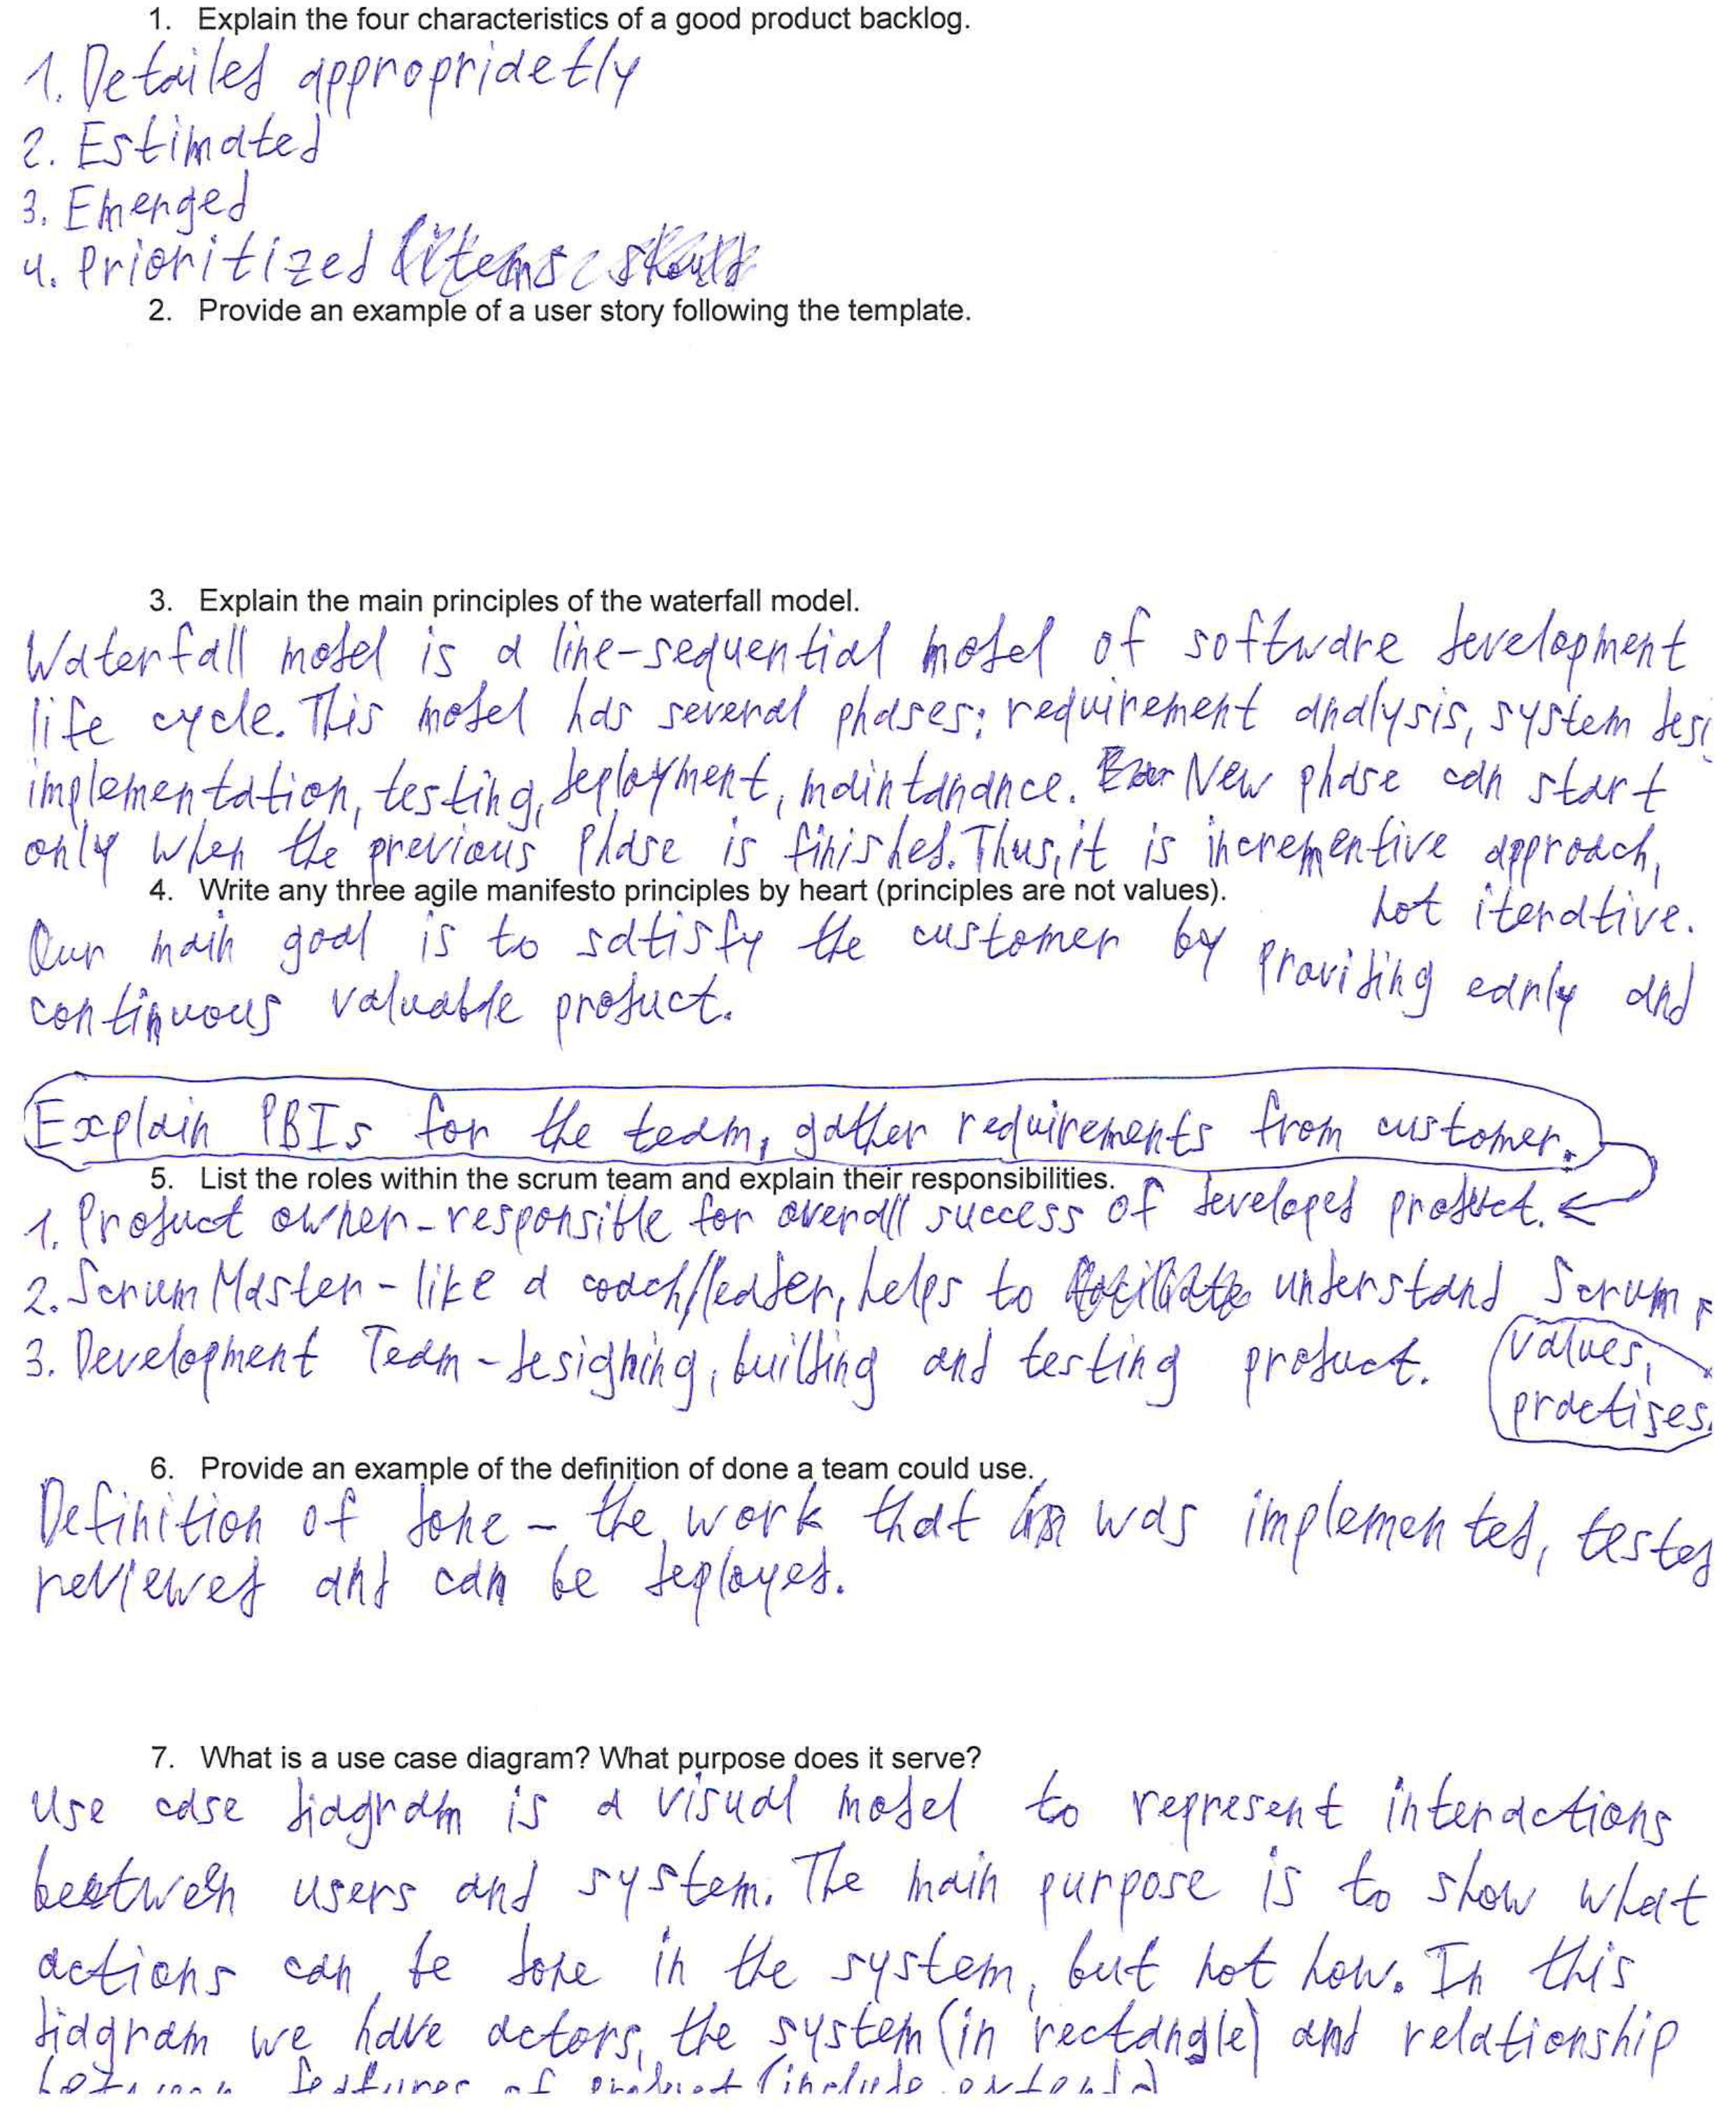 1. Explain the four characteristics of a good product backlog.
1. Detailed appropriately
2. Estimated
3. Emerged
4. Prioritized
2. Provide an example of a user story following the template.
3. Explain the main principles of the waterfall model.
Waterfall model is a line-sequential model of software development
life cycle. This model has several phases: requirement analysis, system desi
implementation, testing, deployment, maintanance. New phase can start
only when the previous phase is finished. Thus, it is incrementive approach,
not iterative.
4. Write any three agile manifesto principles by heart (principles are not values).
Our main goal is to satisfy the customer by providing early and
continuous valuable product.
Explain PBIs for the team, gather requirements from customer.
5. List the roles within the scrum team and explain their responsibilities.
1. Product owner - responsible for overall success of developed product.
2. Scrum Master - like a coach/leader, helps to understand Scrum
values,
practises.
3. Development Team - designing, building and testing product.
6. Provide an example of the definition of done a team could use.
Definition of done - the work that was implemented, tested
reviewed and can be deployed.
7. What is a use case diagram? What purpose does it serve?
Use case diagram is a visual model to represent interactions
between users and system. The main purpose is to show what
actions can be done in the system, but not how. In this
diagram we have actors, the system (in rectangle) and relationship
between features of product (include, extend)